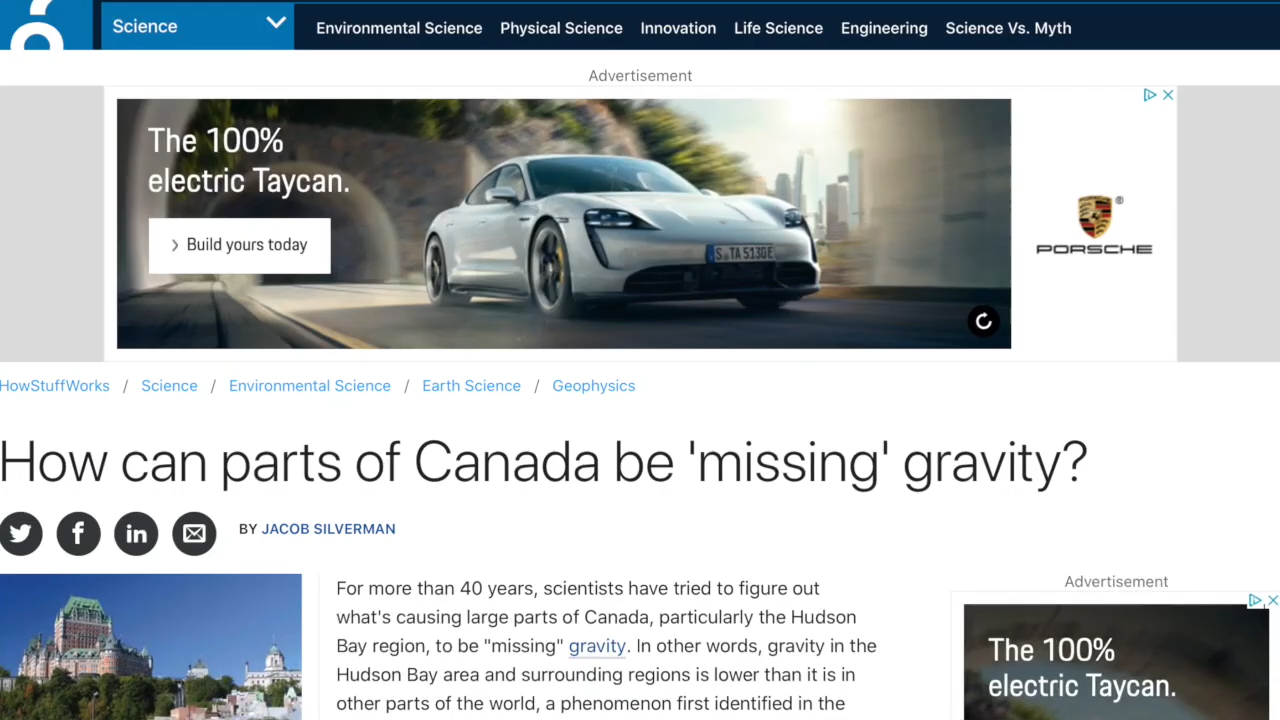 Science
Environmental Science Physical Science Innovation Life Science Engineering Science Vs. Myth
Advertisement
The 100%
electric Taycan.
Build yours today
S TA 5130E
PORSCHE
HowStuffWorks / Science / Environmental Science / Earth Science / Geophysics
How can parts of Canada be 'missing' gravity?
BY JACOB SILVERMAN
For more than 40 years, scientists have tried to figure out
what's causing large parts of Canada, particularly the Hudson
Bay region, to be "missing" gravity. In other words, gravity in the
Hudson Bay area and surrounding regions is lower than it is in
other parts of the world, a phenomenon first identified in the
Advertisement
The 100%
electric Taycan.